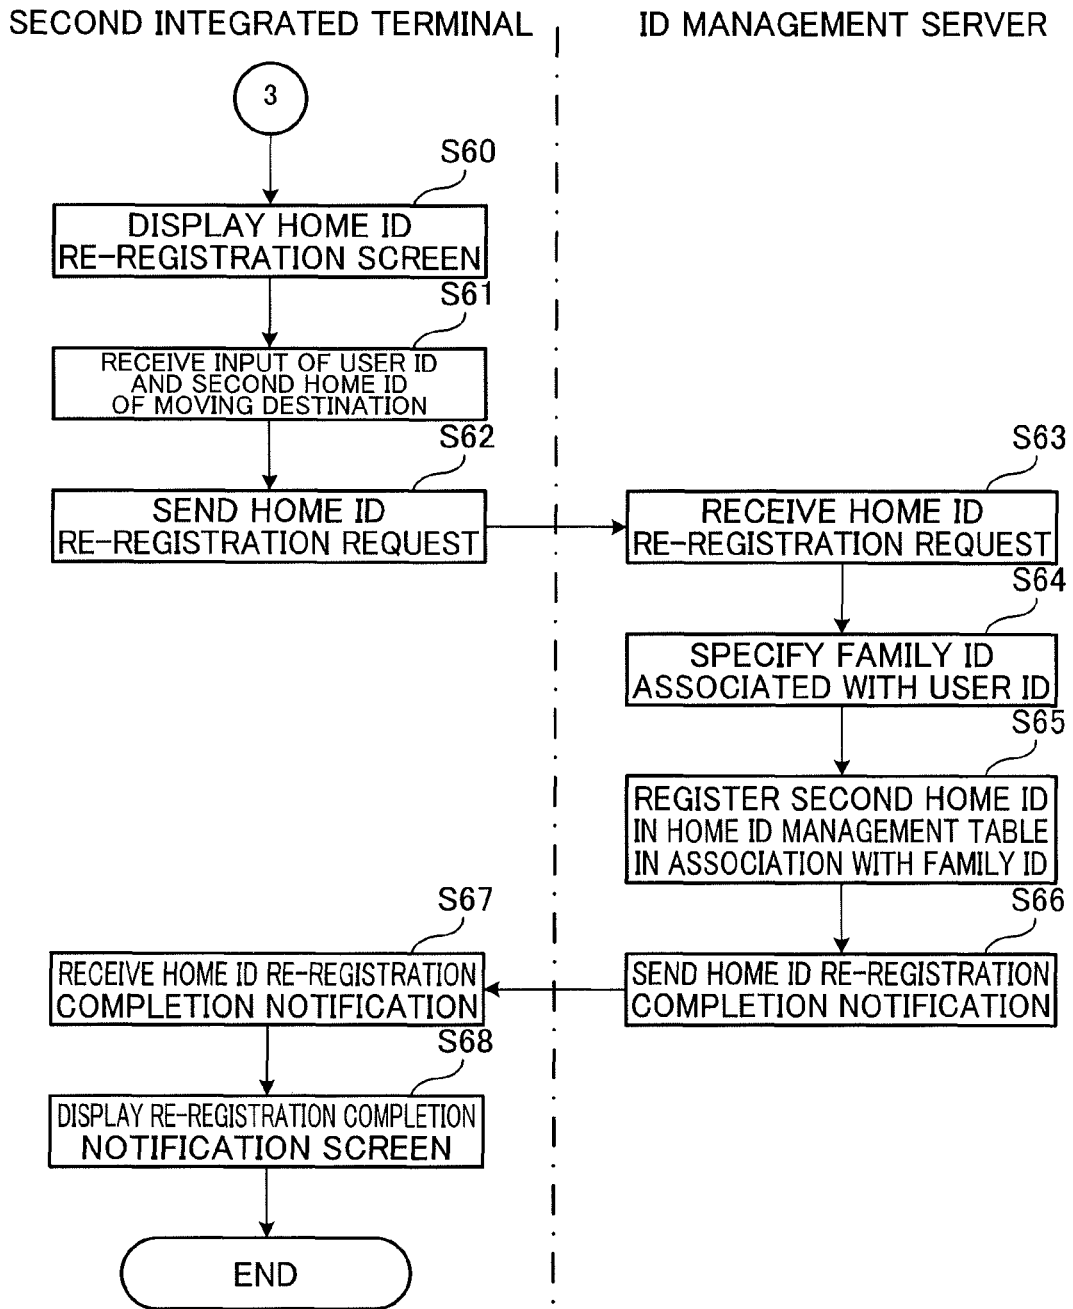 SECOND INTEGRATED TERMINAL
ID MANAGEMENT SERVER
3
S60
DISPLAY HOME ID
RE-REGISTRATION SCREEN
S61
RECEIVE INPUT OF USER ID
AND SECOND HOME ID
OF MOVING DESTINATION
S62
SEND HOME ID
RE-REGISTRATION REQUEST
S63
RECEIVE HOME ID
RE-REGISTRATION REQUEST
S64
SPECIFY FAMILY ID
ASSOCIATED WITH USER ID
S65
REGISTER SECOND HOME ID
IN HOME ID MANAGEMENT TABLE
IN ASSOCIATION WITH FAMILY ID
S66
SEND HOME ID RE-REGISTRATION
COMPLETION NOTIFICATION
S67
RECEIVE HOME ID RE-REGISTRATION
COMPLETION NOTIFICATION
S68
DISPLAY RE-REGISTRATION COMPLETION
NOTIFICATION SCREEN
END